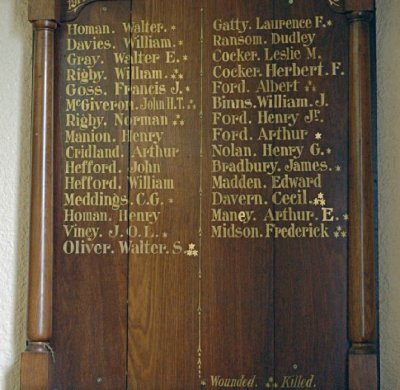 Homan. Walter. *
Davies. William. *
Gray. Walter E. *
Rigby. William. ⁂
Goss. Francis J. *
McGiveron. John H.T. ⁂
Rigby. Norman ⁂
Manion. Henry
Cridland. Arthur
Hefford. John
Hefford. William
Meddings. C.G. *
Homan. Henry
Viney. J.O.L. *
Oliver. Walter. S. ⁂
Gatty. Laurence F. *
Ransom. Dudley
Cocker. Leslie M.
Cocker. Herbert. F.
Ford. Albert ⁂
Binns. William. J.
Ford. Henry Jr.
Ford. Arthur *
Nolan. Henry G. *
Bradbury. James. *
Madden. Edward
Davern. Cecil. ⁂
Maney. Arthur. E. *
Midson. Frederick ⁂
* Wounded. ⁂ Killed.